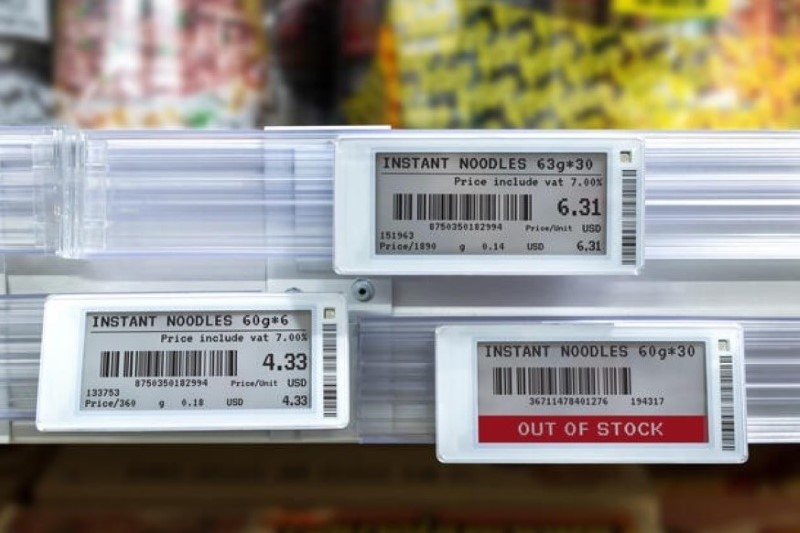 INSTANT NOODLES 63g*30
Price include vat 7.00%
6.31
8750350182994 Price/Unit USD
151963
Price/1890 g 0.14 USD 6.31
INSTANT NOODLES 60g*6
Price include vat 7.00%
4.33
8750350182994 Price/Unit USD
133753
Price/360 g 0.18 USD 4.33
INSTANT NOODLES 60g*30
36711478401276 194317
OUT OF STOCK